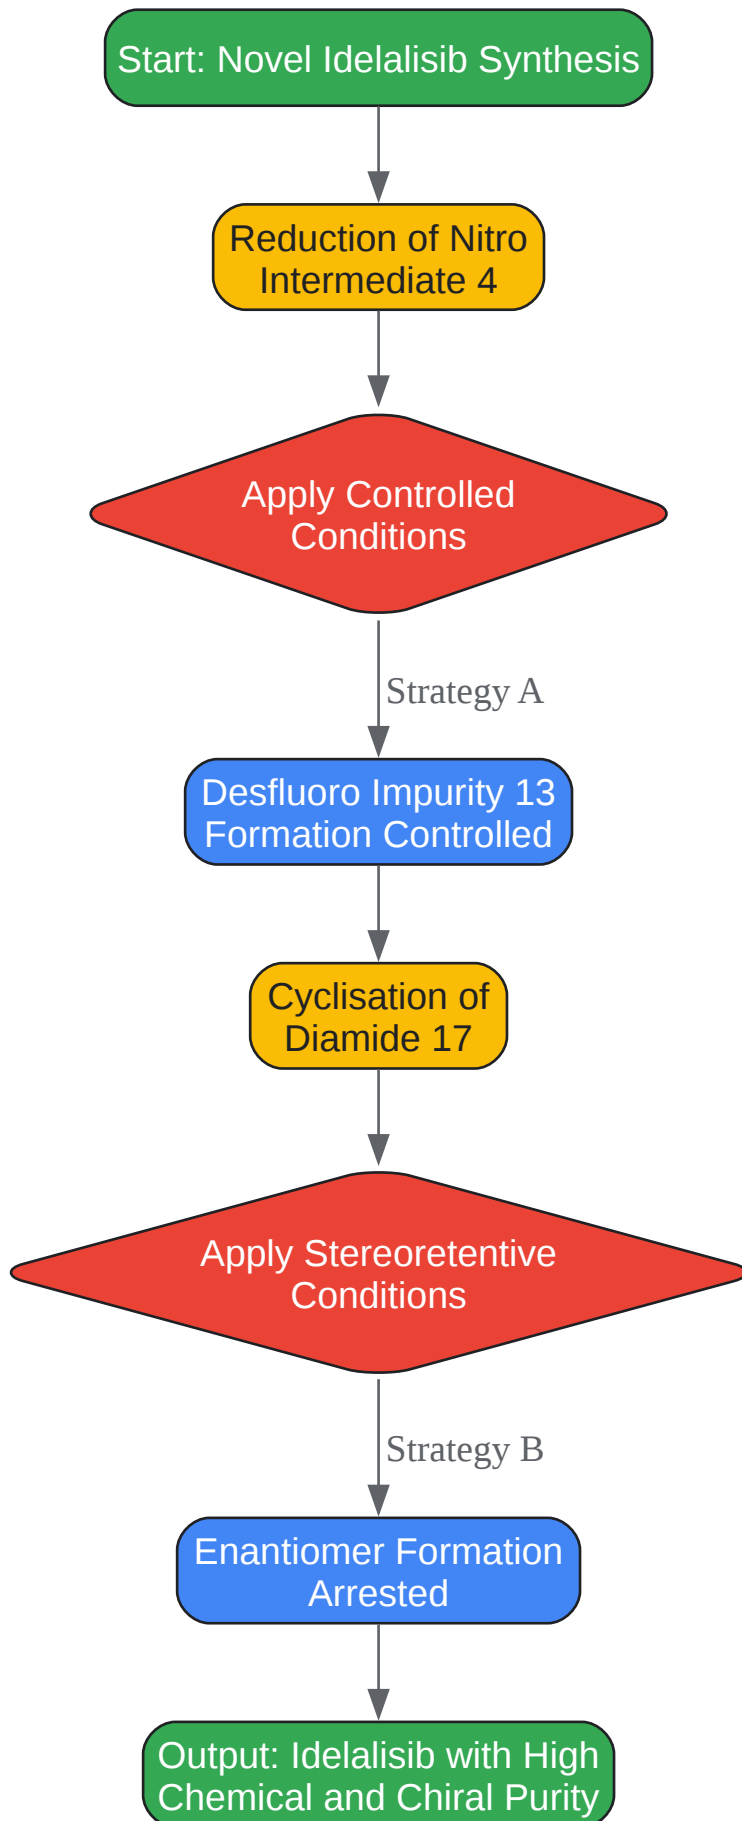 Start: Novel Idelalisib Synthesis
Reduction of Nitro
Intermediate 4
Apply Controlled
Conditions
Strategy A
Desfluoro Impurity 13
Formation Controlled
Cyclisation of
Diamide 17
Apply Stereoretentive
Conditions
Strategy B
Enantiomer Formation
Arrested
Output: Idelalisib with High
Chemical and Chiral Purity